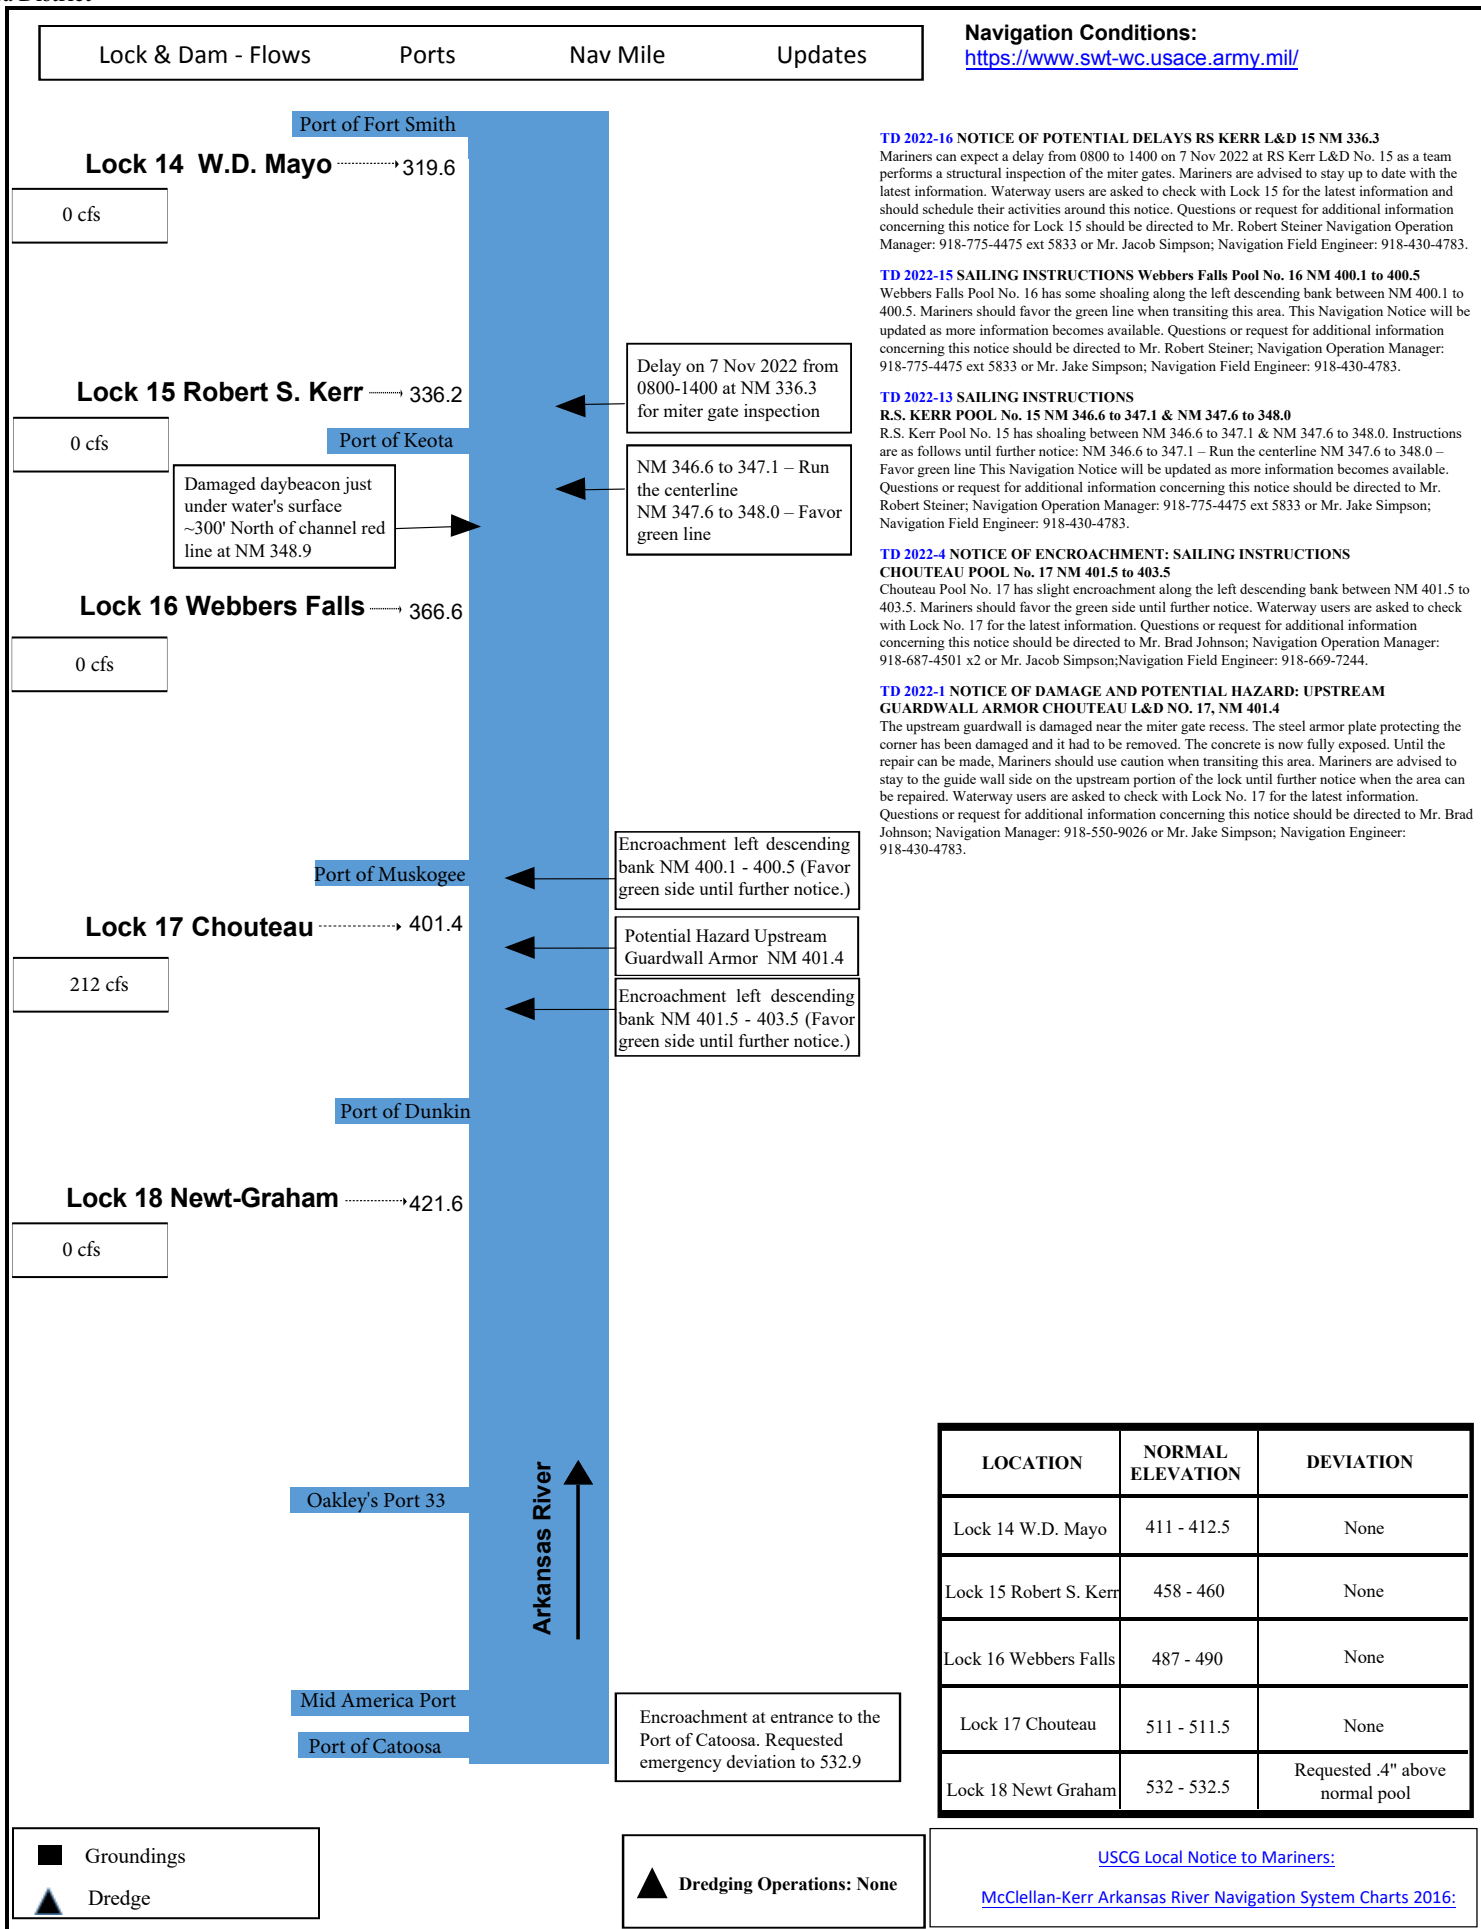 Lock & Dam - Flows Ports Nav Mile Updates
Navigation Conditions:
https://www.swt-wc.usace.army.mil/
Port of Fort Smith
Lock 14 W.D. Mayo 319.6
0 cfs
Lock 15 Robert S. Kerr 336.2
0 cfs
Port of Keota
Damaged daybeacon just
under water's surface
~300' North of channel red
line at NM 348.9
Delay on 7 Nov 2022 from
0800-1400 at NM 336.3
for miter gate inspection
NM 346.6 to 347.1 – Run
the centerline
NM 347.6 to 348.0 – Favor
green line
Lock 16 Webbers Falls 366.6
0 cfs
Port of Muskogee
Encroachment left descending
bank NM 400.1 - 400.5 (Favor
green side until further notice.)
Lock 17 Chouteau 401.4
212 cfs
Potential Hazard Upstream
Guardwall Armor NM 401.4
Encroachment left descending
bank NM 401.5 - 403.5 (Favor
green side until further notice.)
Port of Dunkin
Lock 18 Newt-Graham 421.6
0 cfs
Oakley's Port 33
Arkansas River
Mid America Port
Port of Catoosa
Encroachment at entrance to the
Port of Catoosa. Requested
emergency deviation to 532.9
TD 2022-16 NOTICE OF POTENTIAL DELAYS RS KERR L&D 15 NM 336.3
Mariners can expect a delay from 0800 to 1400 on 7 Nov 2022 at RS Kerr L&D No. 15 as a team
performs a structural inspection of the miter gates. Mariners are advised to stay up to date with the
latest information. Waterway users are asked to check with Lock 15 for the latest information and
should schedule their activities around this notice. Questions or request for additional information
concerning this notice for Lock 15 should be directed to Mr. Robert Steiner Navigation Operation
Manager: 918-775-4475 ext 5833 or Mr. Jacob Simpson; Navigation Field Engineer: 918-430-4783.
TD 2022-15 SAILING INSTRUCTIONS Webbers Falls Pool No. 16 NM 400.1 to 400.5
Webbers Falls Pool No. 16 has some shoaling along the left descending bank between NM 400.1 to
400.5. Mariners should favor the green line when transiting this area. This Navigation Notice will be
updated as more information becomes available. Questions or request for additional information
concerning this notice should be directed to Mr. Robert Steiner; Navigation Operation Manager:
918-775-4475 ext 5833 or Mr. Jake Simpson; Navigation Field Engineer: 918-430-4783.
TD 2022-13 SAILING INSTRUCTIONS
R.S. KERR POOL No. 15 NM 346.6 to 347.1 & NM 347.6 to 348.0
R.S. Kerr Pool No. 15 has shoaling between NM 346.6 to 347.1 & NM 347.6 to 348.0. Instructions
are as follows until further notice: NM 346.6 to 347.1 – Run the centerline NM 347.6 to 348.0 –
Favor green line This Navigation Notice will be updated as more information becomes available.
Questions or request for additional information concerning this notice should be directed to Mr.
Robert Steiner; Navigation Operation Manager: 918-775-4475 ext 5833 or Mr. Jake Simpson;
Navigation Field Engineer: 918-430-4783.
TD 2022-4 NOTICE OF ENCROACHMENT: SAILING INSTRUCTIONS
CHOUTEAU POOL No. 17 NM 401.5 to 403.5
Chouteau Pool No. 17 has slight encroachment along the left descending bank between NM 401.5 to
403.5. Mariners should favor the green side until further notice. Waterway users are asked to check
with Lock No. 17 for the latest information. Questions or request for additional information
concerning this notice should be directed to Mr. Brad Johnson; Navigation Operation Manager:
918-687-4501 x2 or Mr. Jacob Simpson;Navigation Field Engineer: 918-669-7244.
TD 2022-1 NOTICE OF DAMAGE AND POTENTIAL HAZARD: UPSTREAM
GUARDWALL ARMOR CHOUTEAU L&D NO. 17, NM 401.4
The upstream guardwall is damaged near the miter gate recess. The steel armor plate protecting the
corner has been damaged and it had to be removed. The concrete is now fully exposed. Until the
repair can be made, Mariners should use caution when transiting this area. Mariners are advised to
stay to the guide wall side on the upstream portion of the lock until further notice when the area can
be repaired. Waterway users are asked to check with Lock No. 17 for the latest information.
Questions or request for additional information concerning this notice should be directed to Mr. Brad
Johnson; Navigation Manager: 918-550-9026 or Mr. Jake Simpson; Navigation Engineer:
918-430-4783.
LOCATION NORMAL ELEVATION DEVIATION
Lock 14 W.D. Mayo 411 - 412.5 None
Lock 15 Robert S. Kerr 458 - 460 None
Lock 16 Webbers Falls 487 - 490 None
Lock 17 Chouteau 511 - 511.5 None
Lock 18 Newt Graham 532 - 532.5 Requested .4" above normal pool
Groundings
Dredge
Dredging Operations: None
USCG Local Notice to Mariners:
McClellan-Kerr Arkansas River Navigation System Charts 2016: